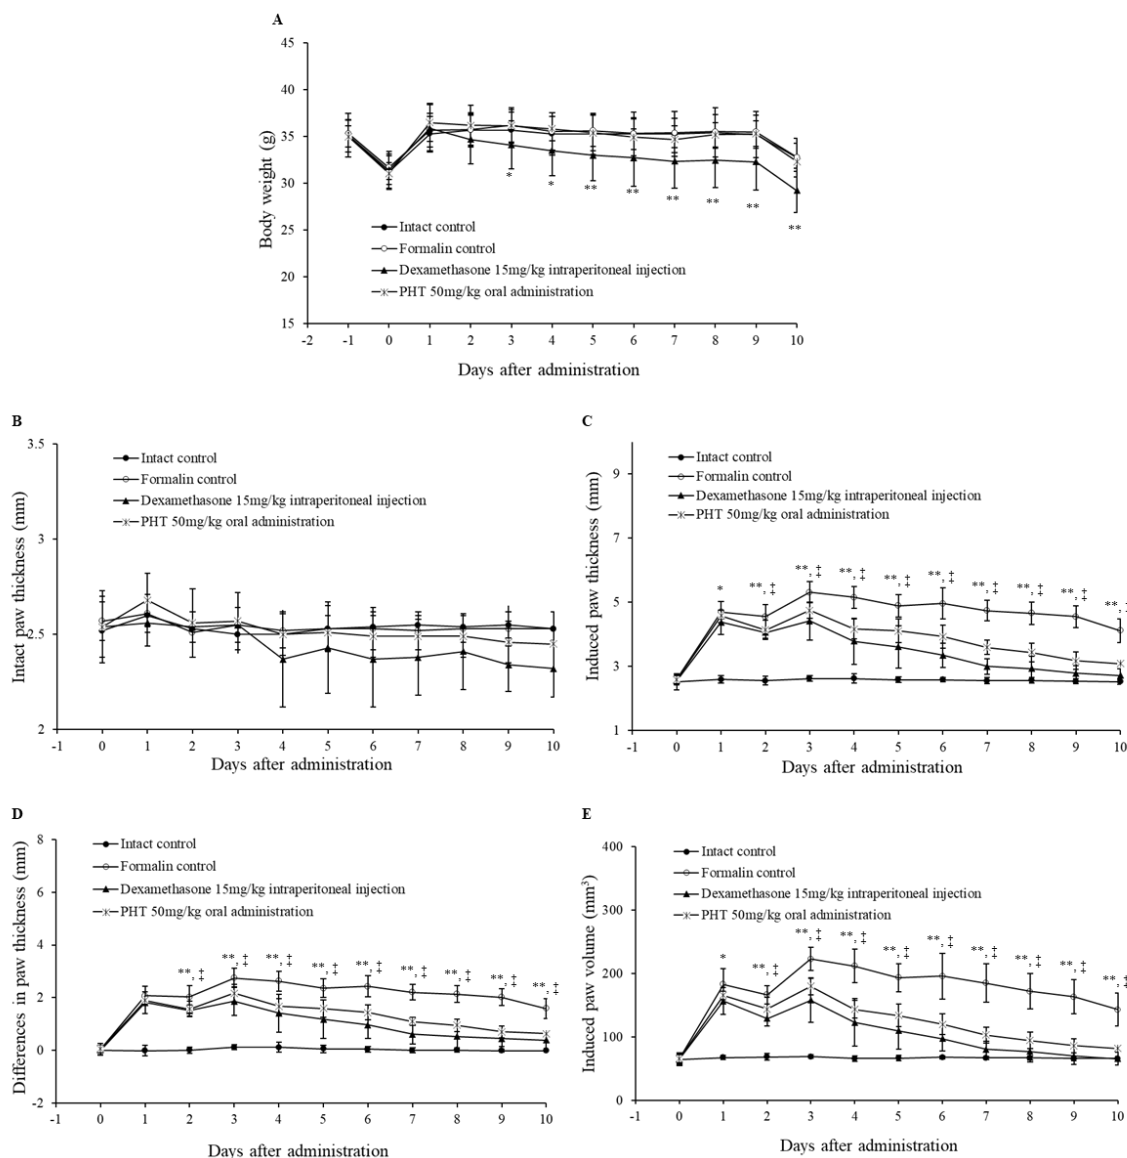 A
45
40
35
30
25
20
15
Body weight (g)
* * ** ** ** ** ** **
Intact control
Formalin control
Dexamethasone 15mg/kg intraperitoneal injection
PHT 50mg/kg oral administration
-2 -1 0 1 2 3 4 5 6 7 8 9 10
Days after administration
B
3.5
3
2.5
2
Intact paw thickness (mm)
Intact control
Formalin control
Dexamethasone 15mg/kg intraperitoneal injection
PHT 50mg/kg oral administration
-1 0 1 2 3 4 5 6 7 8 9 10
Days after administration
C
9
7
5
3
1
Induced paw thickness (mm)
Intact control
Formalin control
Dexamethasone 15mg/kg intraperitoneal injection
PHT 50mg/kg oral administration
* **, ‡ **, ‡ **, ‡ **, ‡ **, ‡ **, ‡ **, ‡ **, ‡ **, ‡
-1 0 1 2 3 4 5 6 7 8 9 10
Days after administration
D
8
6
4
2
0
-2
Differences in paw thickness (mm)
Intact control
Formalin control
Dexamethasone 15mg/kg intraperitoneal injection
PHT 50mg/kg oral administration
**, ‡ **, ‡ **, ‡ **, ‡ **, ‡ **, ‡ **, ‡ **, ‡ **, ‡
-1 0 1 2 3 4 5 6 7 8 9 10
Days after administration
E
400
300
200
100
0
Induced paw volume (mm³)
Intact control
Formalin control
Dexamethasone 15mg/kg intraperitoneal injection
PHT 50mg/kg oral administration
* **, ‡ **, ‡ **, ‡ **, ‡ **, ‡ **, ‡ **, ‡ **, ‡ **, ‡
-1 0 1 2 3 4 5 6 7 8 9 10
Days after administration